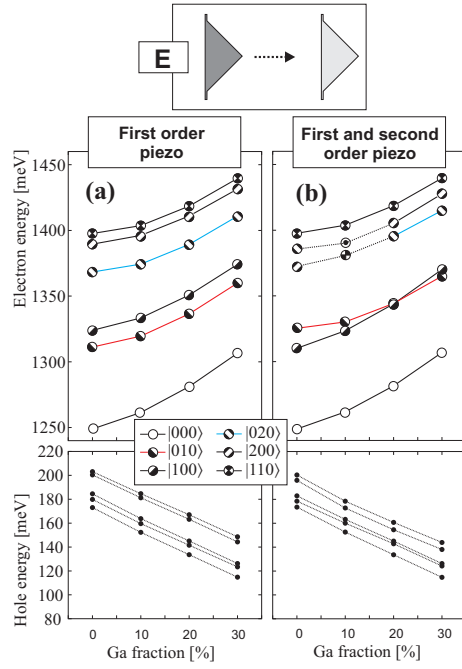 E
First order
piezo
First and second
order piezo
Electron energy [meV]
1450
1400
1350
1300
1250
(a)
(b)
|000⟩
|020⟩
|010⟩
|200⟩
|100⟩
|110⟩
Hole energy [meV]
220
200
180
160
140
120
100
80
0 10 20 30
0 10 20 30
Ga fraction [%]
Ga fraction [%]